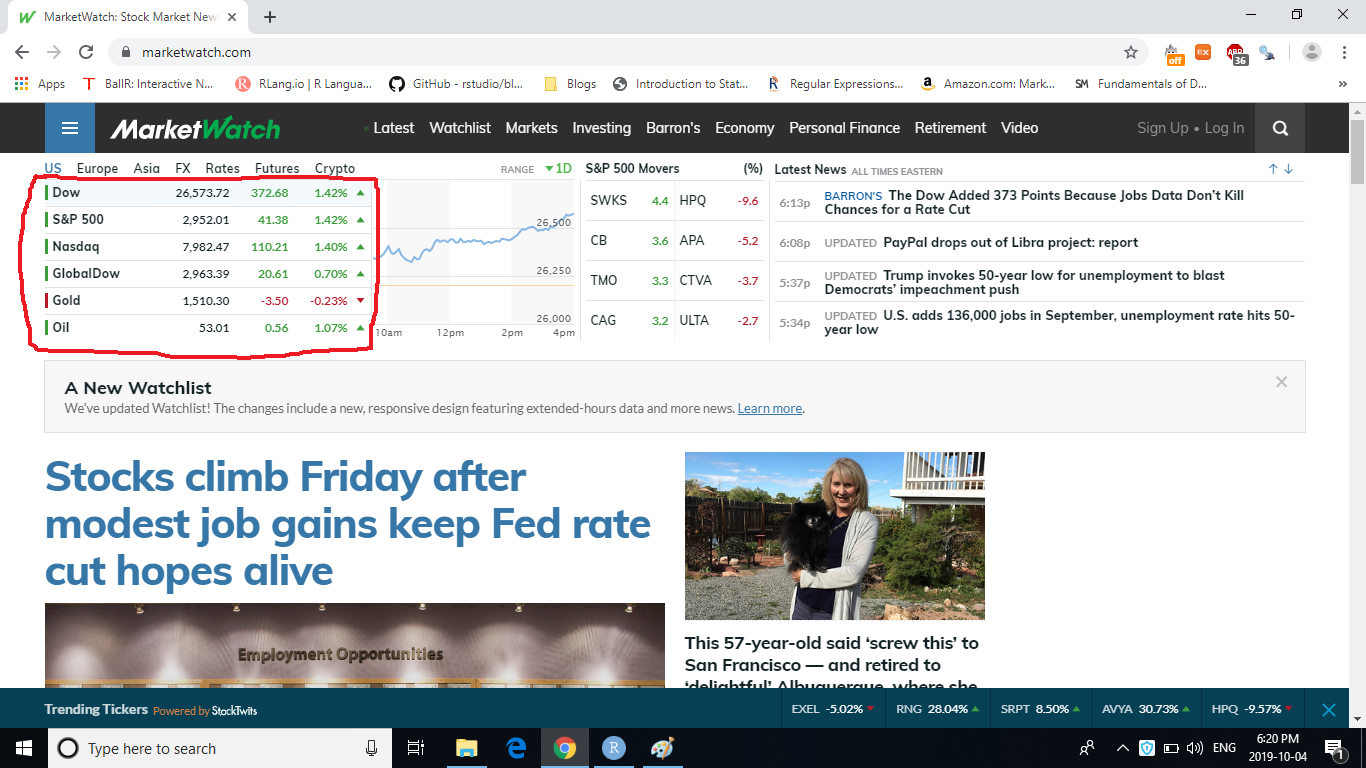 MarketWatch: Stock Market New
marketwatch.com
off
EX
ABP
36
Apps
BallR: Interactive N...
RLang.io | R Langua...
GitHub - rstudio/bl...
Blogs
Introduction to Stat...
Regular Expressions...
Amazon.com: Mark...
SM Fundamentals of D...
MarketWatch
Latest Watchlist Markets Investing Barron's Economy Personal Finance Retirement Video
Sign Up • Log In
US Europe Asia FX Rates Futures Crypto
Dow 26,573.72 372.68 1.42%
S&P 500 2,952.01 41.38 1.42%
Nasdaq 7,982.47 110.21 1.40%
GlobalDow 2,963.39 20.61 0.70%
Gold 1,510.30 -3.50 -0.23%
Oil 53.01 0.56 1.07%
RANGE 1D
26,500
26,250
26,000
10am 12pm 2pm 4pm
S&P 500 Movers (%)
SWKS 4.4 HPQ -9.6
CB 3.6 APA -5.2
TMO 3.3 CTVA -3.7
CAG 3.2 ULTA -2.7
Latest News ALL TIMES EASTERN
6:13p BARRON'S The Dow Added 373 Points Because Jobs Data Don't Kill
Chances for a Rate Cut
6:08p UPDATED PayPal drops out of Libra project: report
5:37p UPDATED Trump invokes 50-year low for unemployment to blast
Democrats' impeachment push
5:34p UPDATED U.S. adds 136,000 jobs in September, unemployment rate hits 50-
year low
A New Watchlist
We've updated Watchlist! The changes include a new, responsive design featuring extended-hours data and more news. Learn more.
Stocks climb Friday after
modest job gains keep Fed rate
cut hopes alive
Employment Opportunities
This 57-year-old said ‘screw this’ to
San Francisco — and retired to
‘delightful’ Albuquerque, where she
Trending Tickers Powered by StockTwits
EXEL -5.02% RNG 28.04% SRPT 8.50% AVYA 30.73% HPQ -9.57%
Type here to search
ENG
6:20 PM
2019-10-04
1